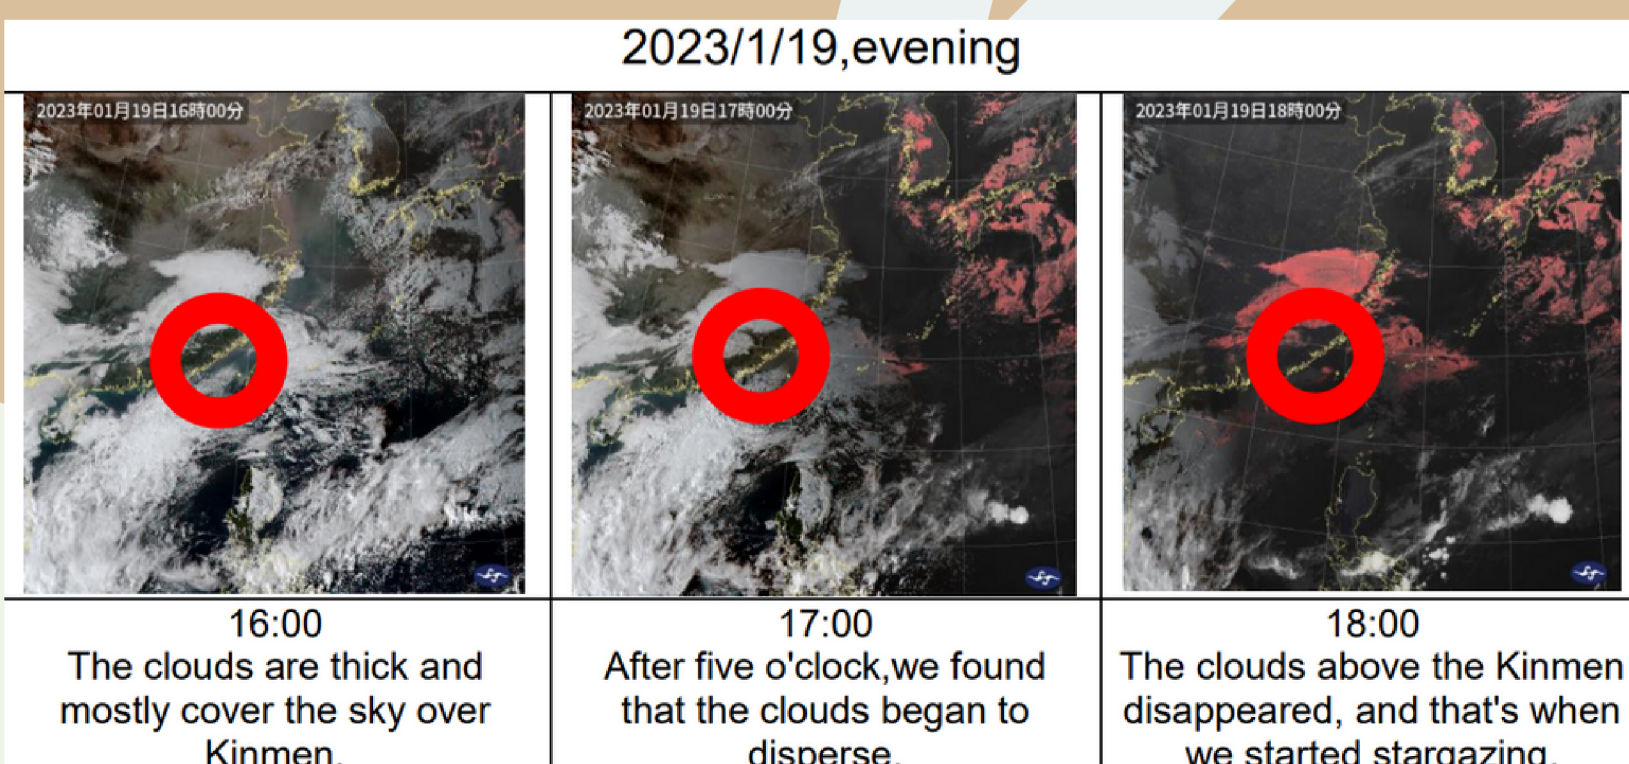 2023/1/19,evening
2023年01月19日16時00分
2023年01月19日17時00分
2023年01月19日18時00分
16:00
The clouds are thick and
mostly cover the sky over
Kinmen.
17:00
After five o'clock,we found
that the clouds began to
disperse.
18:00
The clouds above the Kinmen
disappeared, and that's when
we started stargazing.